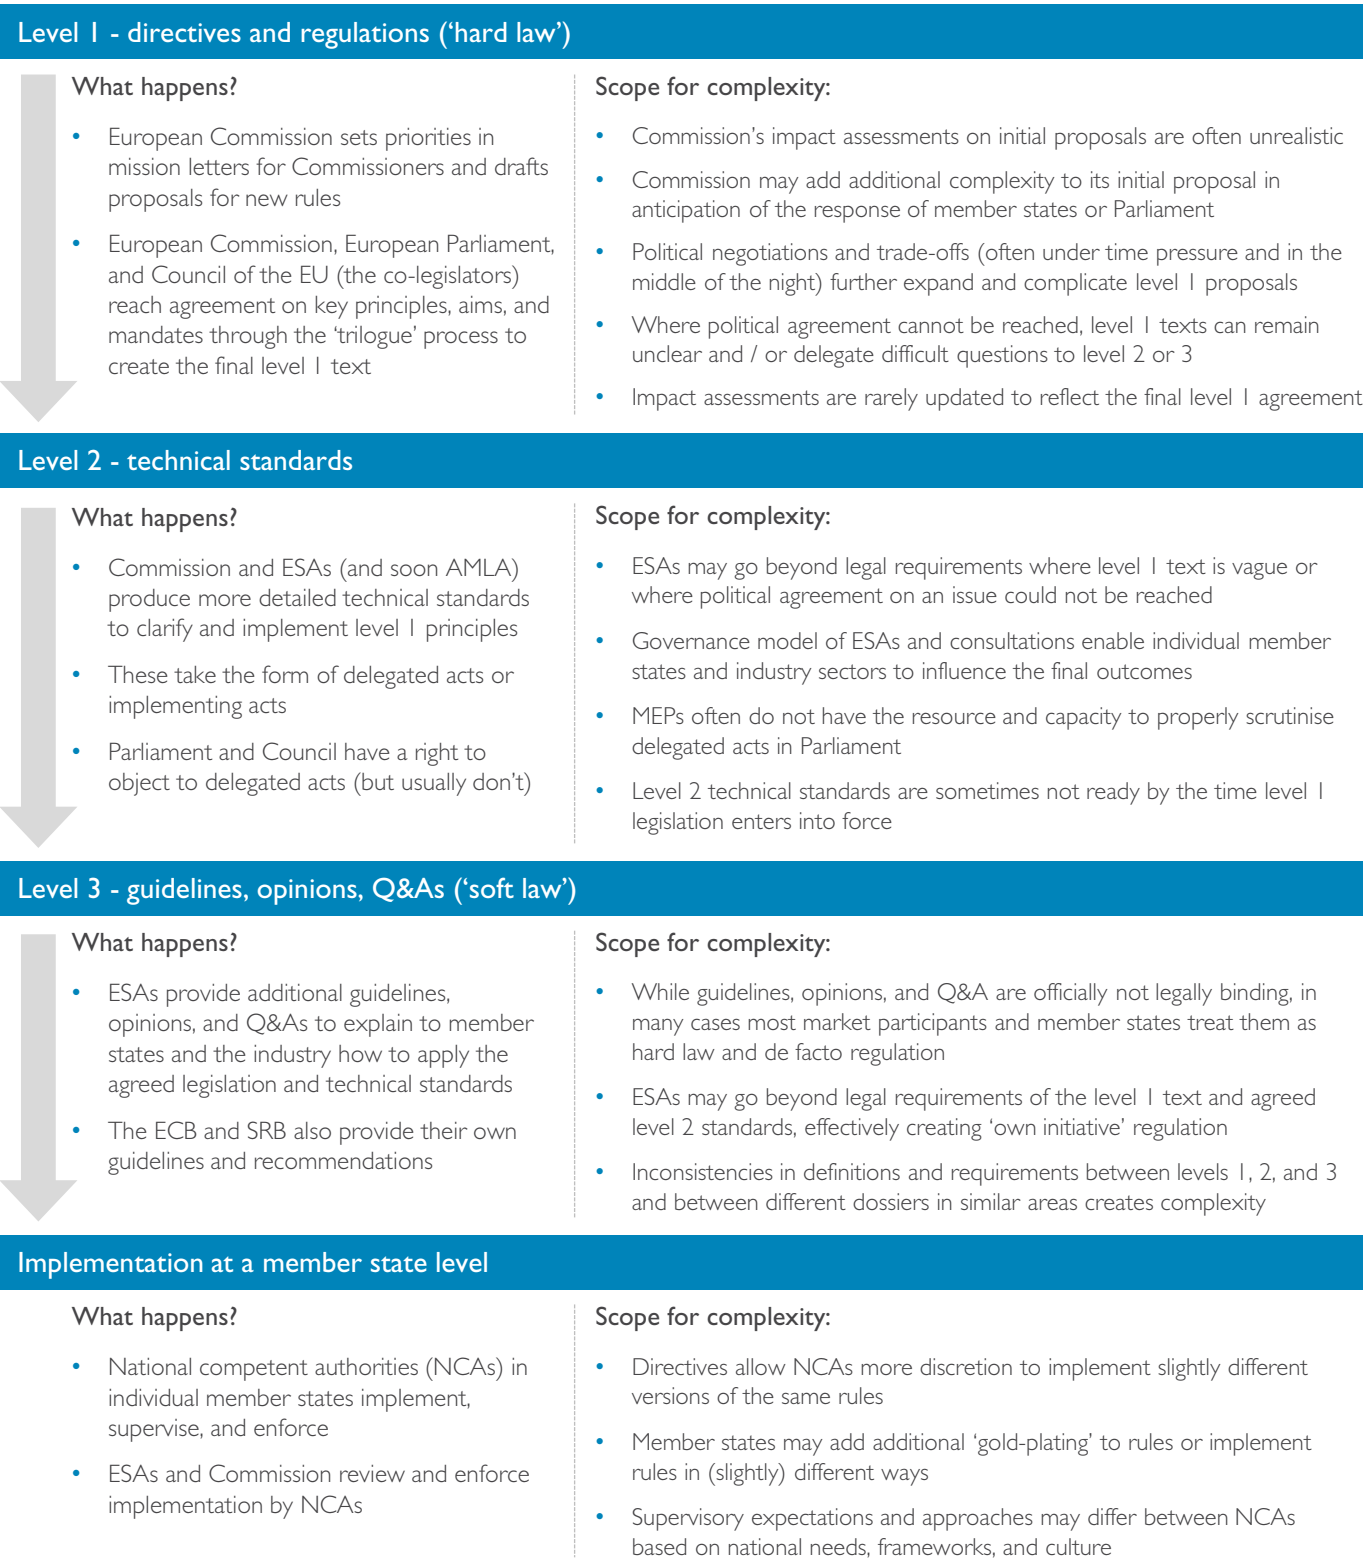 Level 1 - directives and regulations (‘hard law’)
What happens?
• European Commission sets priorities in
mission letters for Commissioners and drafts
proposals for new rules
• European Commission, European Parliament,
and Council of the EU (the co-legislators)
reach agreement on key principles, aims, and
mandates through the ‘trilogue’ process to
create the final level 1 text
Scope for complexity:
• Commission’s impact assessments on initial proposals are often unrealistic
• Commission may add additional complexity to its initial proposal in
anticipation of the response of member states or Parliament
• Political negotiations and trade-offs (often under time pressure and in the
middle of the night) further expand and complicate level 1 proposals
• Where political agreement cannot be reached, level 1 texts can remain
unclear and / or delegate difficult questions to level 2 or 3
• Impact assessments are rarely updated to reflect the final level 1 agreement
Level 2 - technical standards
What happens?
• Commission and ESAs (and soon AMLA)
produce more detailed technical standards
to clarify and implement level 1 principles
• These take the form of delegated acts or
implementing acts
• Parliament and Council have a right to
object to delegated acts (but usually don’t)
Scope for complexity:
• ESAs may go beyond legal requirements where level 1 text is vague or
where political agreement on an issue could not be reached
• Governance model of ESAs and consultations enable individual member
states and industry sectors to influence the final outcomes
• MEPs often do not have the resource and capacity to properly scrutinise
delegated acts in Parliament
• Level 2 technical standards are sometimes not ready by the time level 1
legislation enters into force
Level 3 - guidelines, opinions, Q&As (‘soft law’)
What happens?
• ESAs provide additional guidelines,
opinions, and Q&As to explain to member
states and the industry how to apply the
agreed legislation and technical standards
• The ECB and SRB also provide their own
guidelines and recommendations
Scope for complexity:
• While guidelines, opinions, and Q&A are officially not legally binding, in
many cases most market participants and member states treat them as
hard law and de facto regulation
• ESAs may go beyond legal requirements of the level 1 text and agreed
level 2 standards, effectively creating ‘own initiative’ regulation
• Inconsistencies in definitions and requirements between levels 1, 2, and 3
and between different dossiers in similar areas creates complexity
Implementation at a member state level
What happens?
• National competent authorities (NCAs) in
individual member states implement,
supervise, and enforce
• ESAs and Commission review and enforce
implementation by NCAs
Scope for complexity:
• Directives allow NCAs more discretion to implement slightly different
versions of the same rules
• Member states may add additional ‘gold-plating’ to rules or implement
rules in (slightly) different ways
• Supervisory expectations and approaches may differ between NCAs
based on national needs, frameworks, and culture